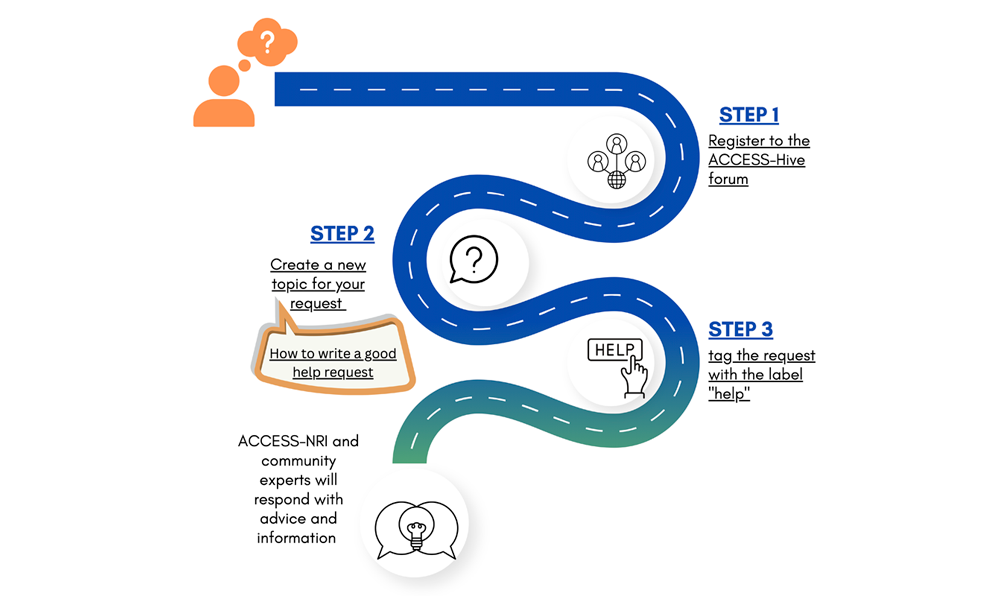 ?
STEP 1
Register to the
ACCESS-Hive
forum
STEP 2
Create a new
topic for your
request
?
How to write a good
help request
HELP
STEP 3
tag the request
with the label
"help"
ACCESS-NRI and
community
experts will
respond with
advice and
information